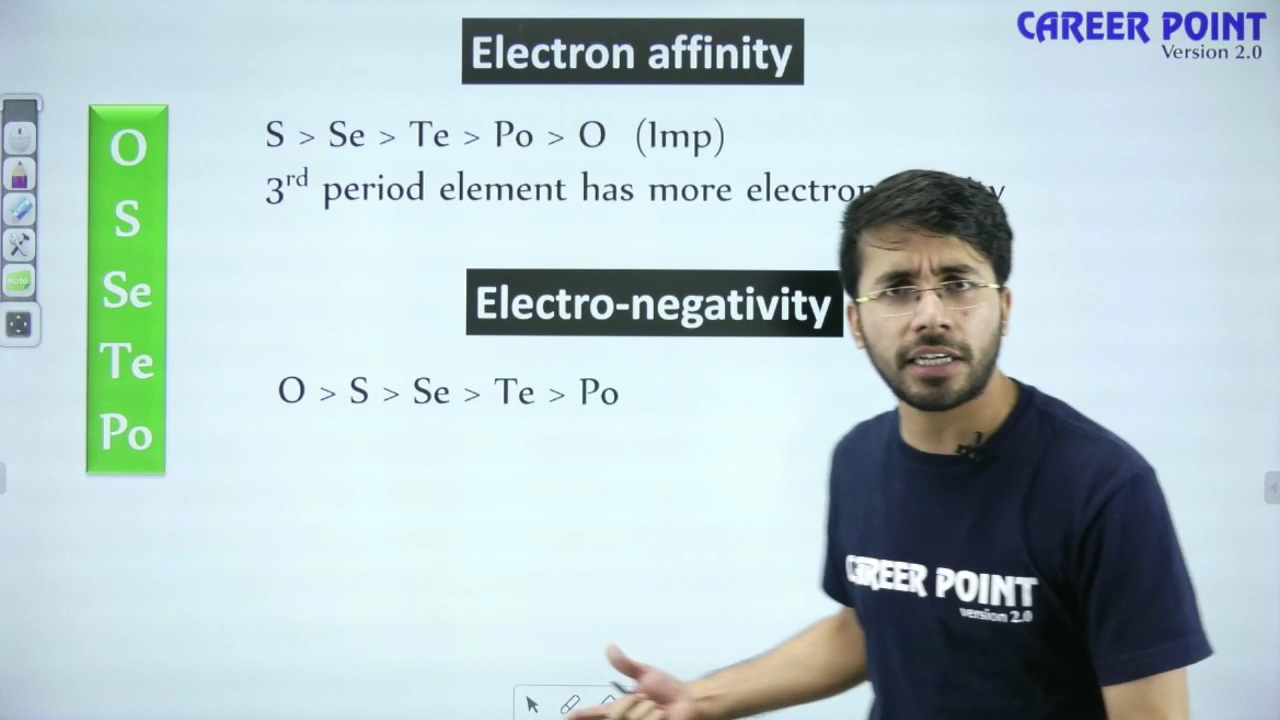 Electron affinity
CAREER POINT
Version 2.0
S > Se > Te > Po > O (Imp)
3rd period element has more electron
O
S
Se
Te
Po
Electro-negativity
O > S > Se > Te > Po
NOTE
CAREER POINT
version 2.0